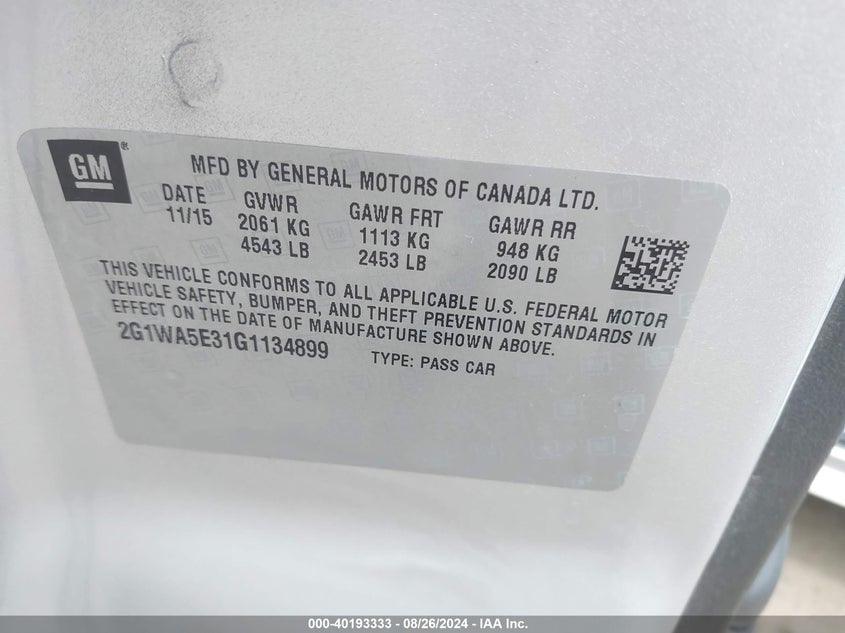 GM®
MFD BY GENERAL MOTORS OF CANADA LTD.
DATE GVWR GAWR FRT GAWR RR
11/15 2061 KG 1113 KG 948 KG
4543 LB 2453 LB 2090 LB
THIS VEHICLE CONFORMS TO ALL APPLICABLE U.S. FEDERAL MOTOR
VEHICLE SAFETY, BUMPER, AND THEFT PREVENTION STANDARDS IN
EFFECT ON THE DATE OF MANUFACTURE SHOWN ABOVE.
2G1WA5E31G1134899 TYPE: PASS CAR
000-40193333 - 08/26/2024 - IAA Inc.